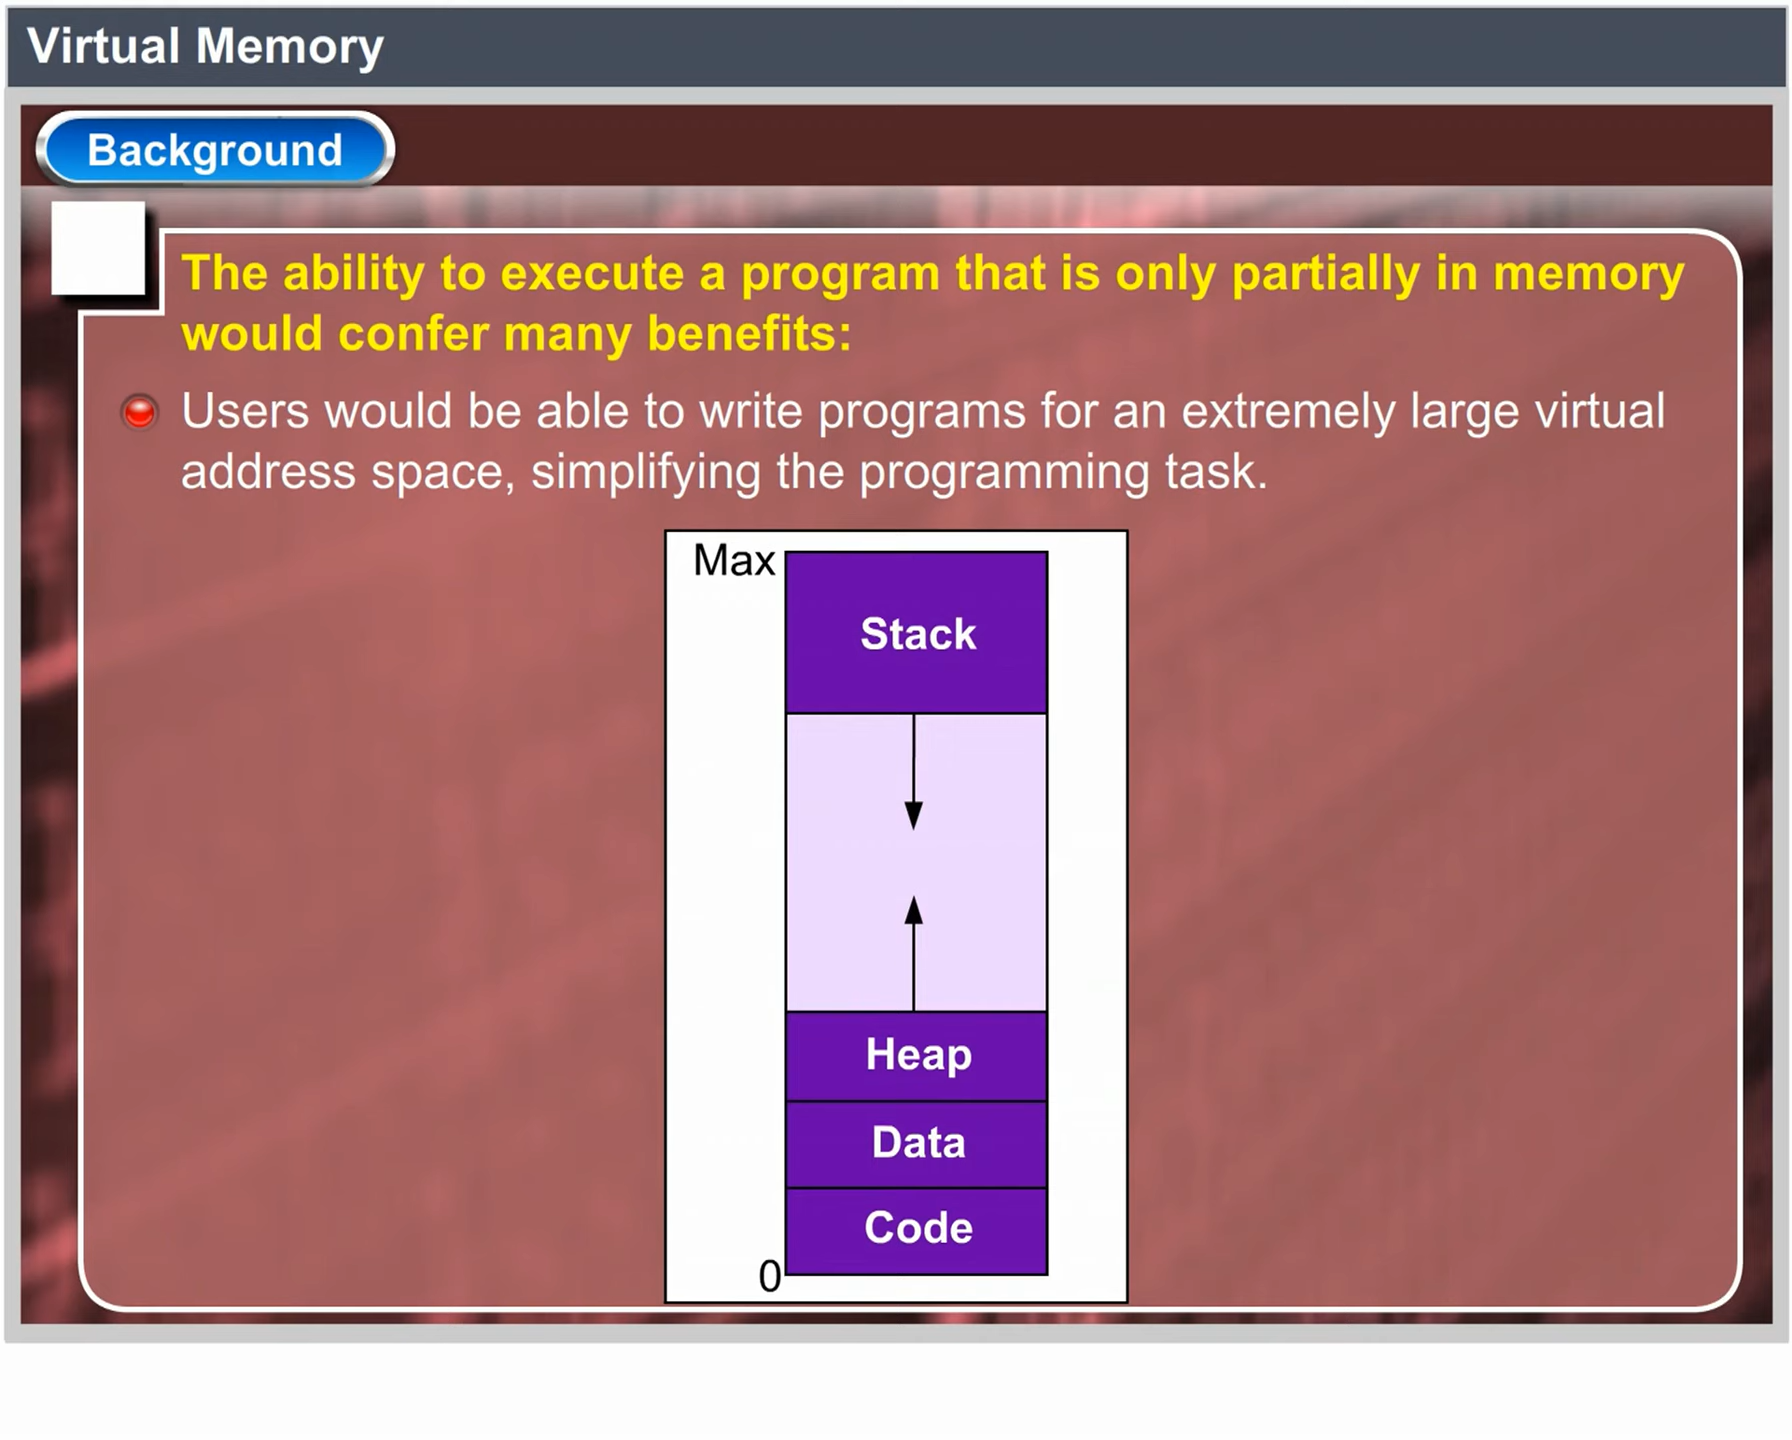 Virtual Memory
Background
The ability to execute a program that is only partially in memory
would confer many benefits:
Users would be able to write programs for an extremely large virtual
address space, simplifying the programming task.
Max
Stack
Heap
Data
Code
0